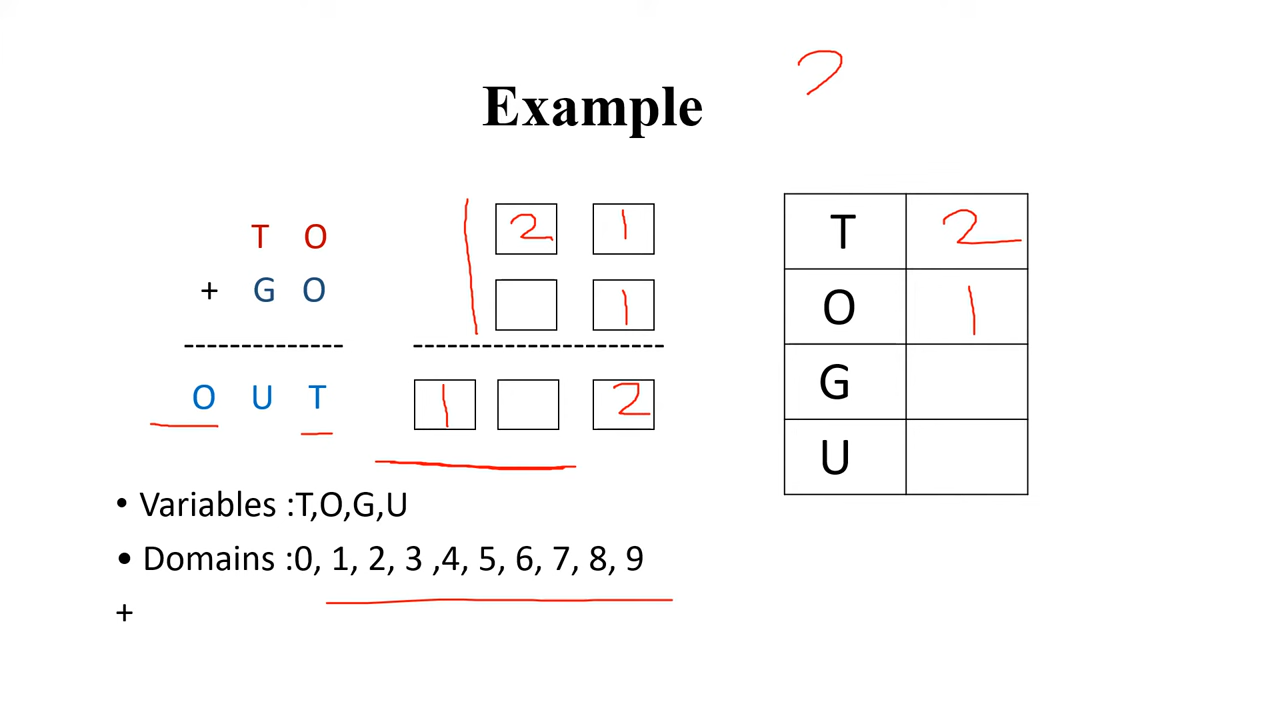 Example
2
T O
+ G O
--------------
O U T
2 1
1
----------------------
1 2
T 2
O 1
G
U
• Variables :T,O,G,U
• Domains :0, 1, 2, 3 ,4, 5, 6, 7, 8, 9
+